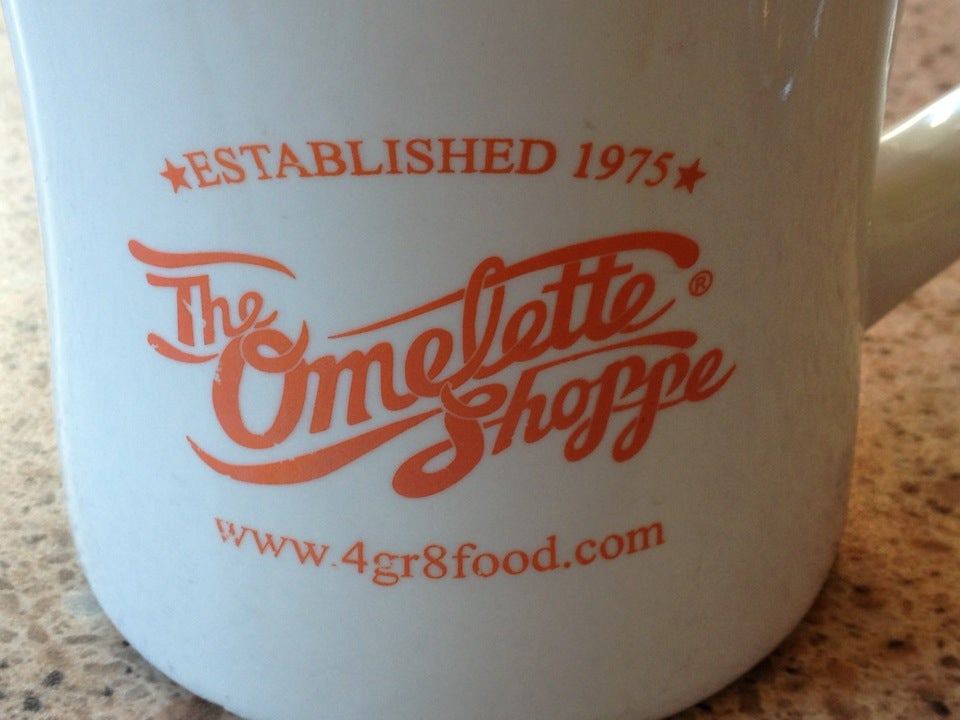 ★ESTABLISHED 1975★
The
Omelette®
Shoppe
www.4gr8food.com